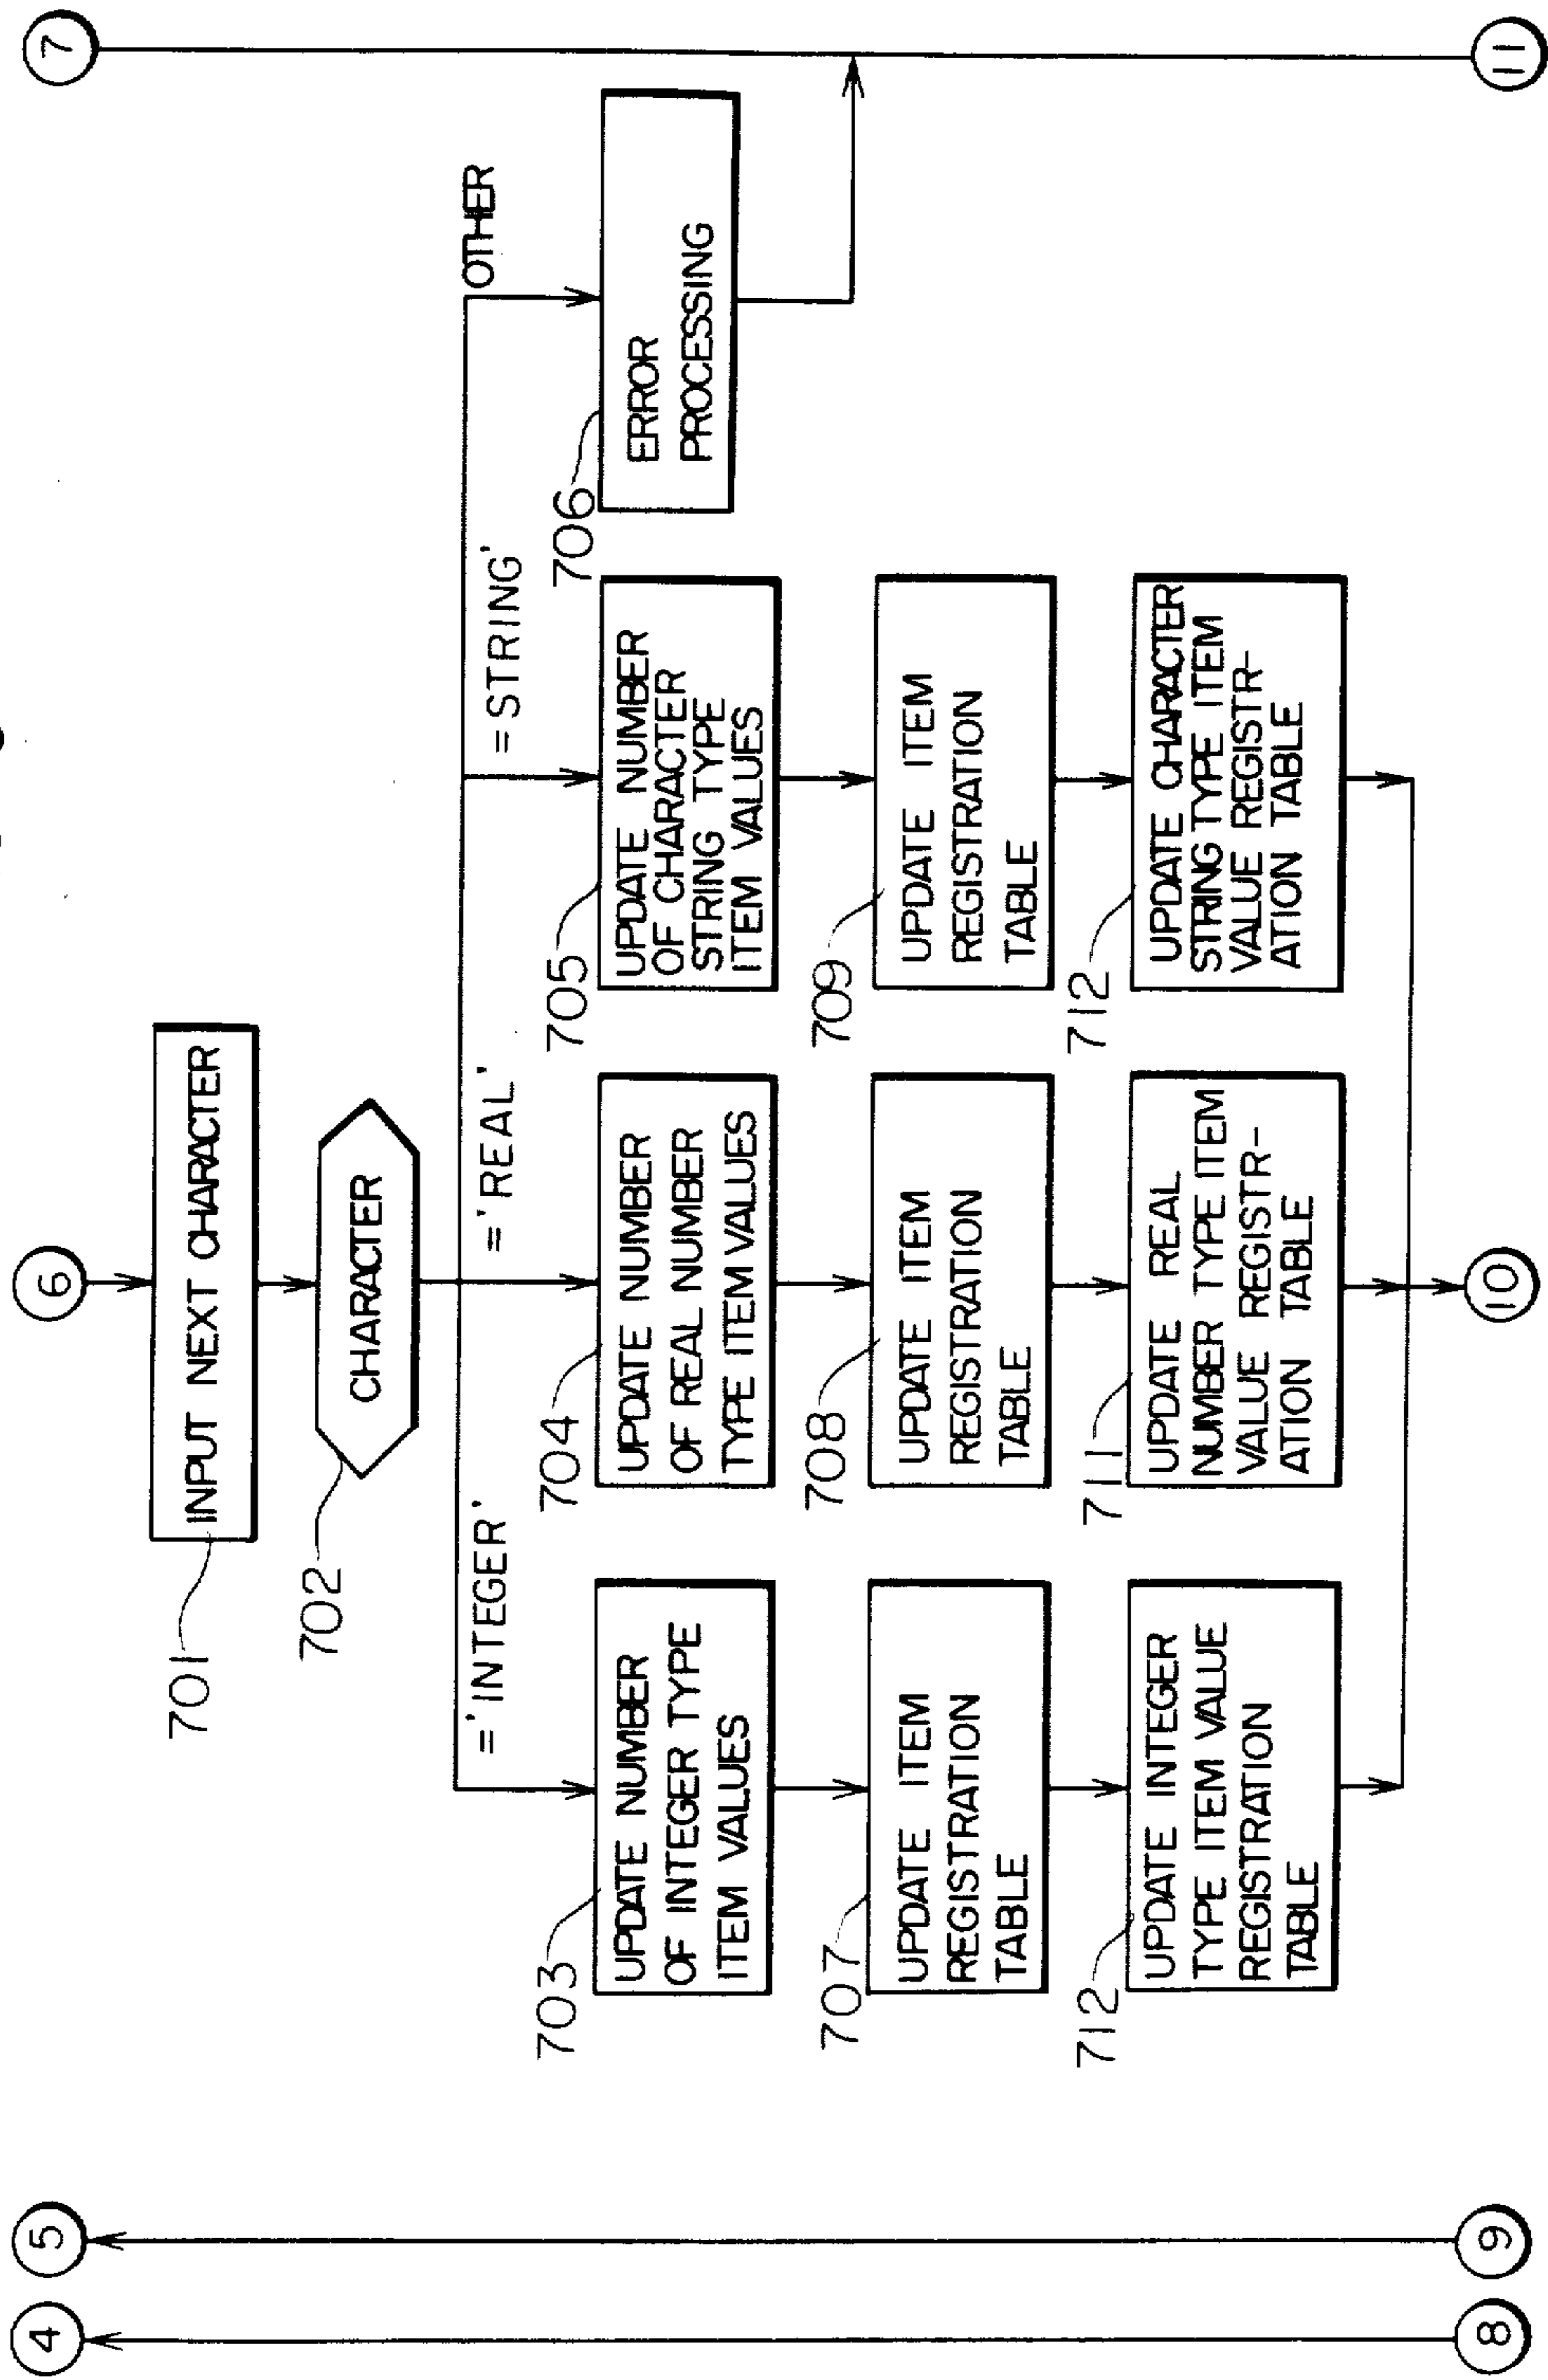 4
5
6
7
701
INPUT NEXT CHARACTER
702
CHARACTER
='INTEGER'
='REAL'
=STRING'
OTHER
703
UPDATE NUMBER
OF INTEGER TYPE
ITEM VALUES
704
UPDATE NUMBER
OF REAL NUMBER
TYPE ITEM VALUES
705
UPDATE NUMBER
OF CHARACTER
STRING TYPE
ITEM VALUES
706
ERROR
PROCESSING
707
UPDATE ITEM
REGISTRATION
TABLE
708
UPDATE ITEM
REGISTRATION
TABLE
709
UPDATE ITEM
REGISTRATION
TABLE
712
UPDATE INTEGER
TYPE ITEM VALUE
REGISTRATION
TABLE
711
UPDATE REAL
NUMBER TYPE ITEM
VALUE REGISTR-
ATION TABLE
712
UPDATE CHARACTER
STRING TYPE ITEM
VALUE REGISTR-
ATION TABLE
8
9
10
11